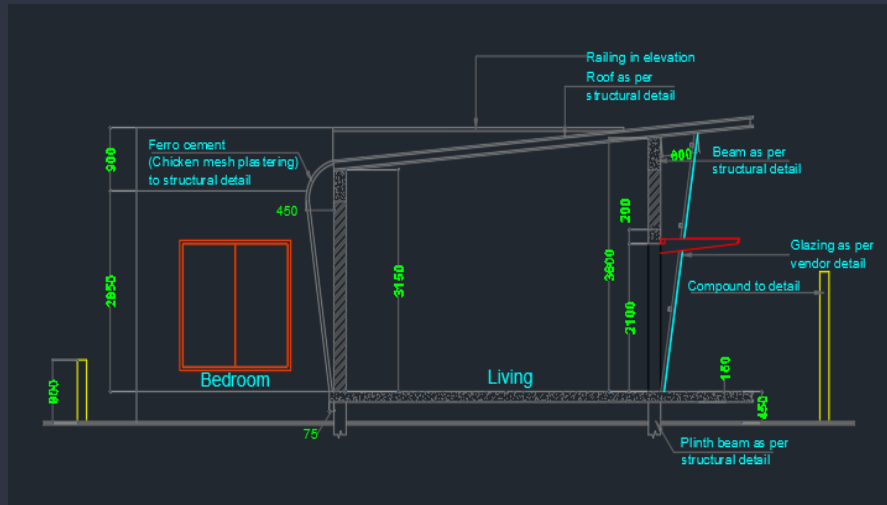 Railing in elevation
Roof as per
structural detail
Ferro cement
(Chicken mesh plastering)
to structural detail
900
450
600
Beam as per
structural detail
200
Glazing as per
vendor detail
Compound to detail
2850
3150
3600
2100
Bedroom
Living
900
150
450
75
Plinth beam as per
structural detail